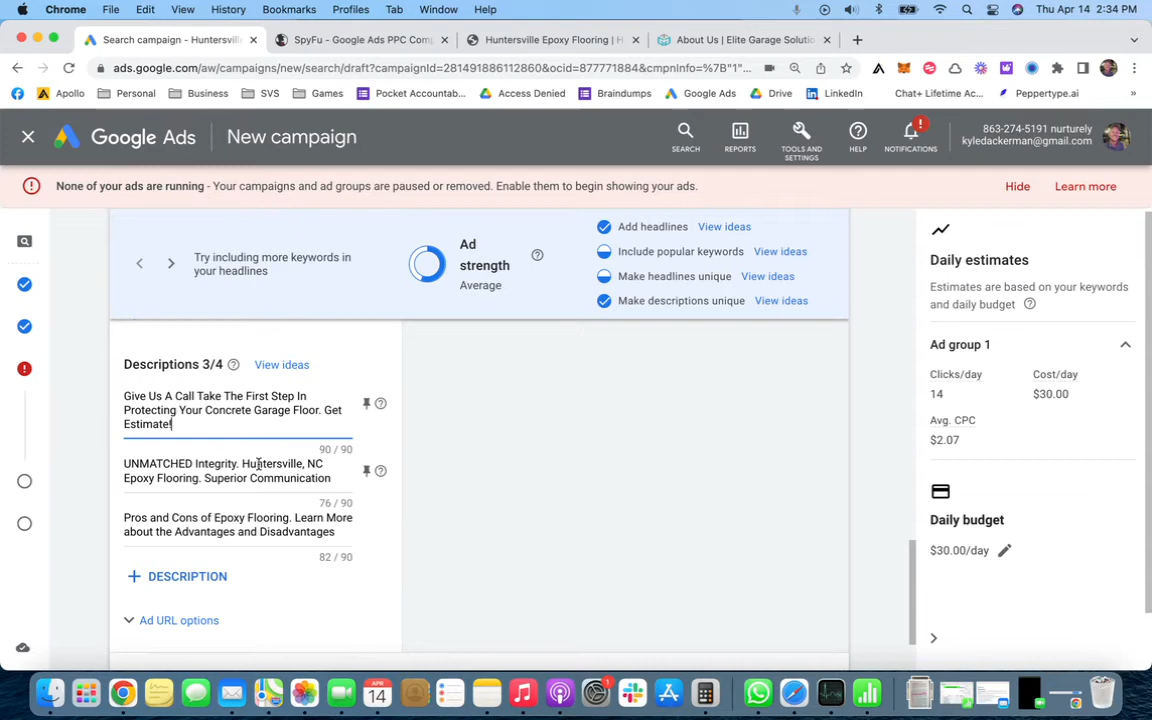 Chrome File Edit View History Bookmarks Profiles Tab Window Help Thu Apr 14 2:34 PM
Search campaign - Huntersvill SpyFu - Google Ads PPC Com Huntersville Epoxy Flooring | H About Us | Elite Garage Solutio
ads.google.com/aw/campaigns/new/search/draft?campaignId=281491886112860&ocid=877771884&cmpnInfo=%7B"1"...
Apollo Personal Business SVS Games Pocket Accountab... Access Denied Braindumps Google Ads Drive LinkedIn Chat+ Lifetime Ac... Peppertype.ai »
Google Ads New campaign
SEARCH REPORTS TOOLS AND SETTINGS HELP NOTIFICATIONS
863-274-5191 nurturely
kyledackerman@gmail.com
None of your ads are running - Your campaigns and ad groups are paused or removed. Enable them to begin showing your ads. Hide Learn more
Try including more keywords in
your headlines
Ad
strength
Average
Add headlines View ideas
Include popular keywords View ideas
Make headlines unique View ideas
Make descriptions unique View ideas
Descriptions 3/4 View ideas
Give Us A Call Take The First Step In
Protecting Your Concrete Garage Floor. Get
Estimate!
90 / 90
UNMATCHED Integrity. Huntersville, NC
Epoxy Flooring. Superior Communication
76 / 90
Pros and Cons of Epoxy Flooring. Learn More
about the Advantages and Disadvantages
82 / 90
+ DESCRIPTION
Ad URL options
Daily estimates
Estimates are based on your keywords
and daily budget
Ad group 1
Clicks/day Cost/day
14 $30.00
Avg. CPC
$2.07
Daily budget
$30.00/day
APR
14
1